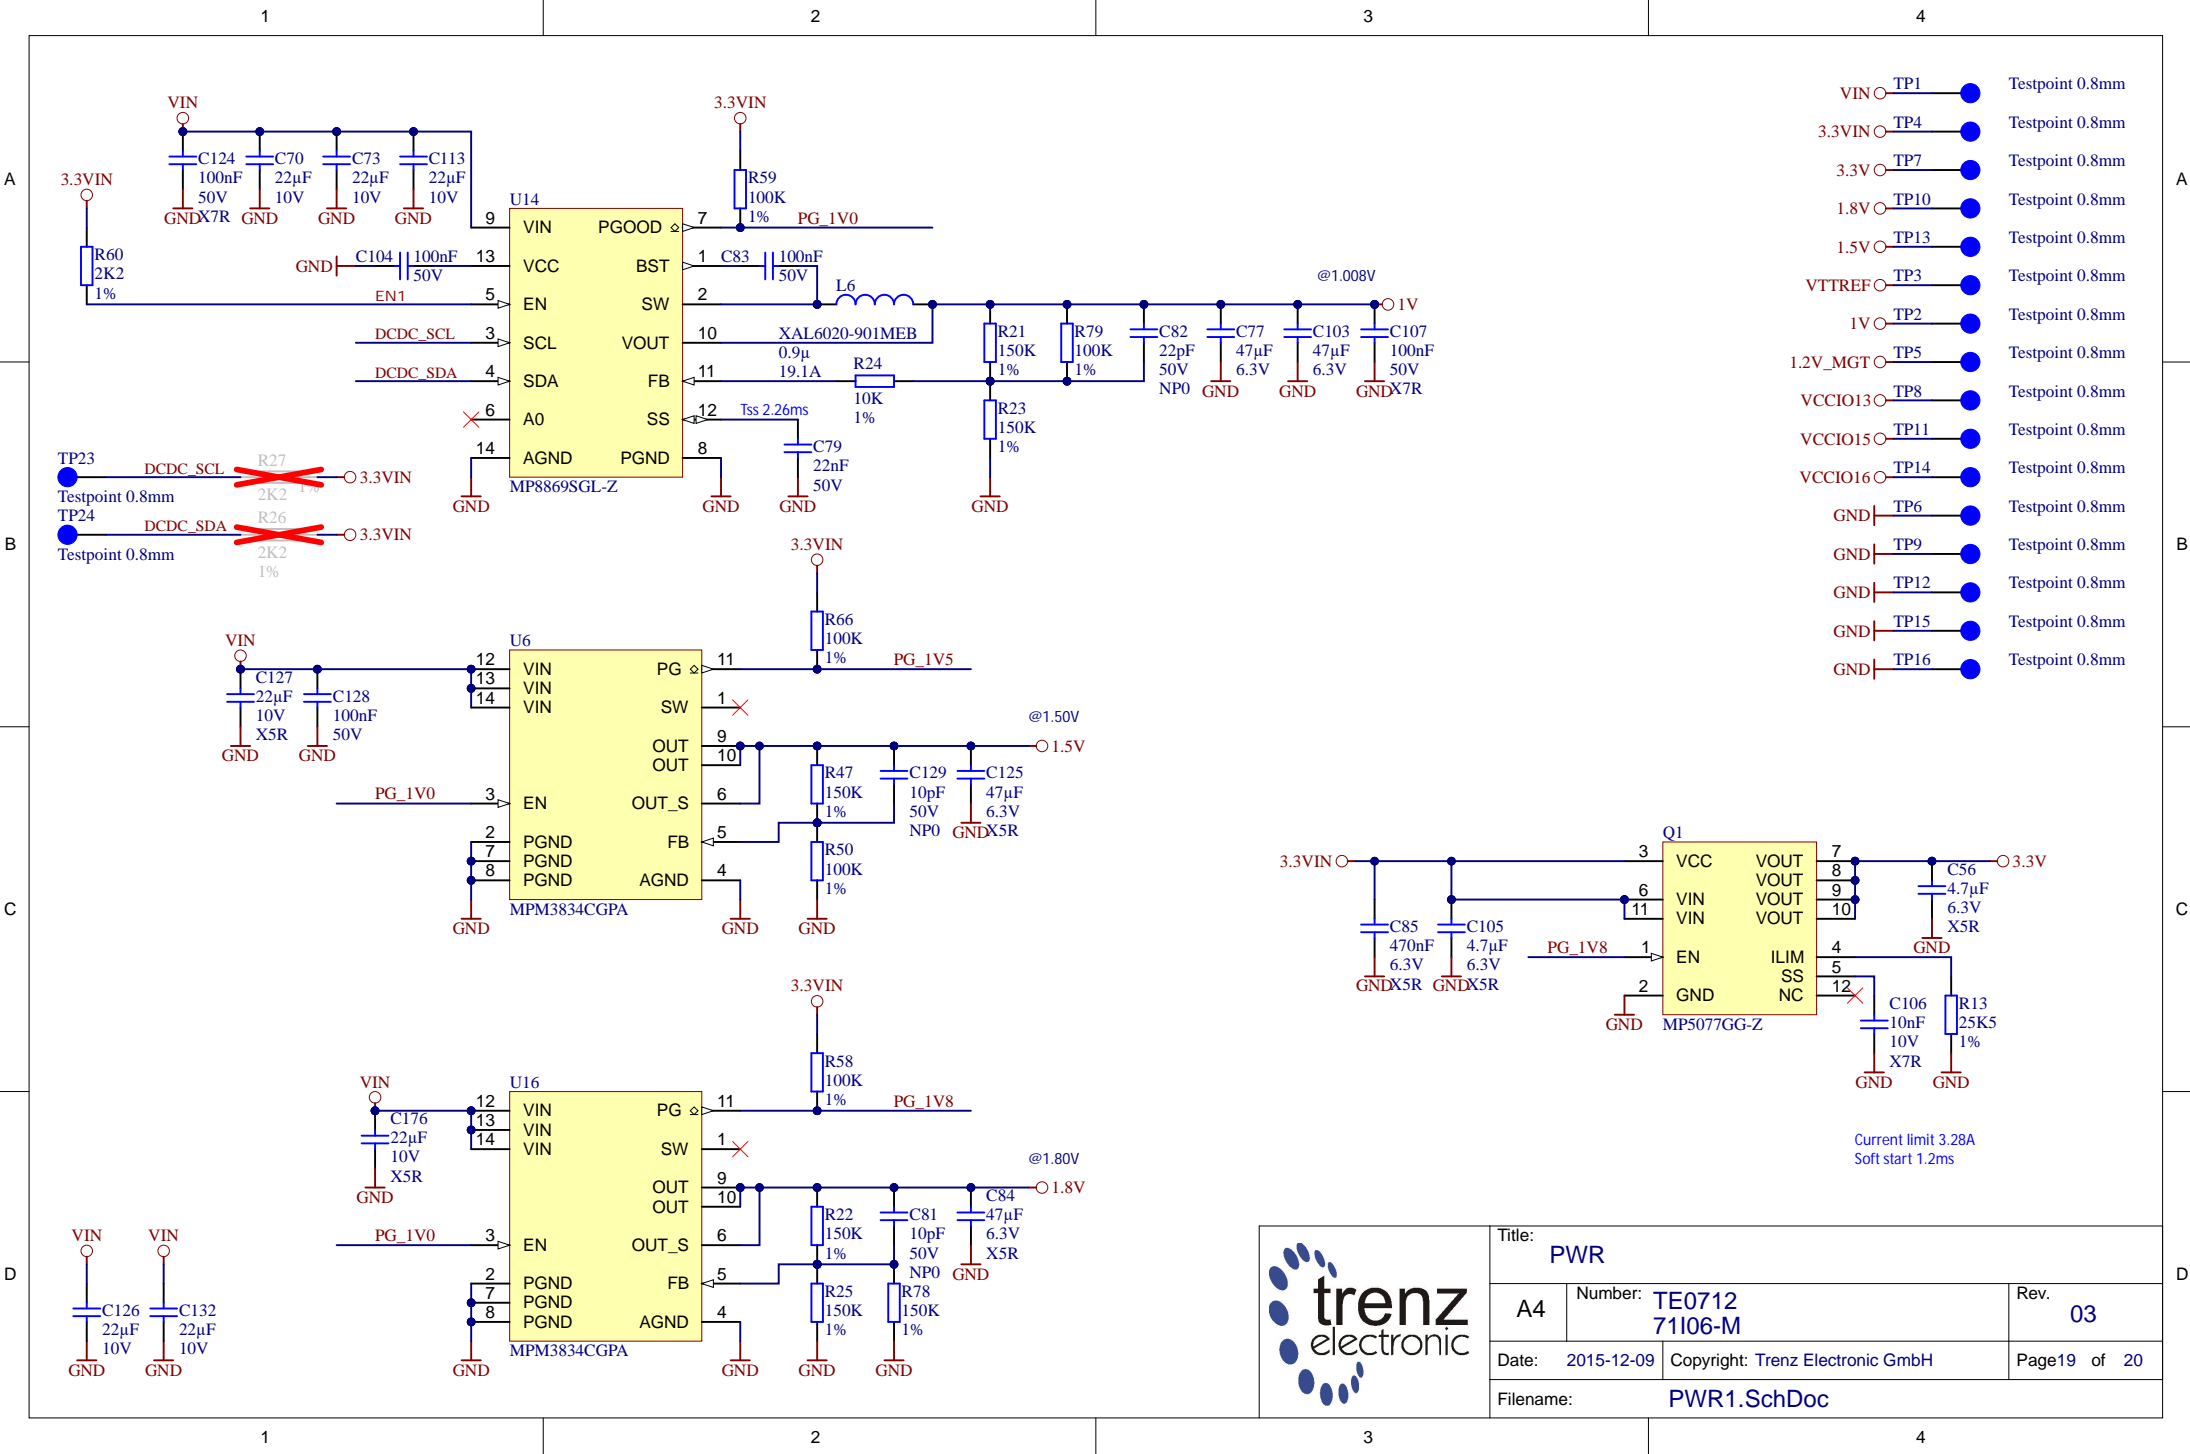 1 2 3 4
A
A
B
B
C
C
D
D
VIN
C124
100nF
50V
X7R
GND
C70
22µF
10V
GND
C73
22µF
10V
GND
C113
22µF
10V
GND
3.3VIN
R60
2K2
1%
GND
C104
100nF
50V
EN1
DCDC_SCL
DCDC_SDA
U14
9 VIN
13 VCC
5 EN
3 SCL
4 SDA
6 A0
14 AGND
PGOOD 7
BST 1
SW 2
VOUT 10
FB 11
SS 12
PGND 8
MP8869SGL-Z
GND
GND
3.3VIN
R59
100K
1%
PG_1V0
C83
100nF
50V
L6
XAL6020-901MEB
0.9µ
19.1A
R24
10K
1%
Tss 2.26ms
C79
22nF
50V
GND
R21
150K
1%
R79
100K
1%
R23
150K
1%
GND
C82
22pF
50V
NP0
C77
47µF
6.3V
GND
C103
47µF
6.3V
GND
C107
100nF
50V
X7R
GND
@1.008V
1V
TP23
Testpoint 0.8mm
DCDC_SCL
R27
2K2
1%
3.3VIN
TP24
Testpoint 0.8mm
DCDC_SDA
R26
2K2
1%
3.3VIN
VIN TP1 Testpoint 0.8mm
3.3VIN TP4 Testpoint 0.8mm
3.3V TP7 Testpoint 0.8mm
1.8V TP10 Testpoint 0.8mm
1.5V TP13 Testpoint 0.8mm
VTTREF TP3 Testpoint 0.8mm
1V TP2 Testpoint 0.8mm
1.2V_MGT TP5 Testpoint 0.8mm
VCCIO13 TP8 Testpoint 0.8mm
VCCIO15 TP11 Testpoint 0.8mm
VCCIO16 TP14 Testpoint 0.8mm
GND TP6 Testpoint 0.8mm
GND TP9 Testpoint 0.8mm
GND TP12 Testpoint 0.8mm
GND TP15 Testpoint 0.8mm
GND TP16 Testpoint 0.8mm
VIN
C127
22µF
10V
X5R
GND
C128
100nF
50V
GND
PG_1V0
U6
12 VIN
13 VIN
14 VIN
3 EN
2 PGND
7 PGND
8 PGND
PG 11
SW 1
OUT 9
OUT 10
OUT_S 6
FB 5
AGND 4
MPM3834CGPA
GND
GND
3.3VIN
R66
100K
1%
PG_1V5
R47
150K
1%
R50
100K
1%
GND
C129
10pF
50V
NP0
C125
47µF
6.3V
X5R
GND
@1.50V
1.5V
3.3VIN
C85
470nF
6.3V
X5R
GND
C105
4.7µF
6.3V
X5R
GND
PG_1V8
GND
Q1
3 VCC
6 VIN
11 VIN
1 EN
2 GND
VOUT 7
VOUT 8
VOUT 9
VOUT 10
ILIM 4
SS 5
NC 12
MP5077GG-Z
3.3V
C56
4.7µF
6.3V
X5R
GND
C106
10nF
10V
X7R
GND
R13
25K5
1%
GND
Current limit 3.28A
Soft start 1.2ms
VIN
C176
22µF
10V
X5R
GND
PG_1V0
U16
12 VIN
13 VIN
14 VIN
3 EN
2 PGND
7 PGND
8 PGND
PG 11
SW 1
OUT 9
OUT 10
OUT_S 6
FB 5
AGND 4
MPM3834CGPA
GND
GND
3.3VIN
R58
100K
1%
PG_1V8
R22
150K
1%
R25
150K
1%
GND
C81
10pF
50V
NP0
R78
150K
1%
GND
C84
47µF
6.3V
X5R
GND
@1.80V
1.8V
VIN
C126
22µF
10V
GND
VIN
C132
22µF
10V
GND
trenz
electronic
Title:
PWR
A4
Number: TE0712
71I06-M
Rev.
03
Date: 2015-12-09
Copyright: Trenz Electronic GmbH
Page19 of 20
Filename: PWR1.SchDoc
1 2 3 4